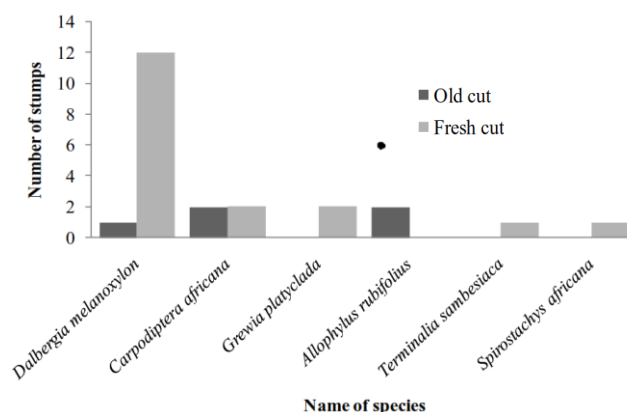 Number of stumps
14
12
10
8
6
4
2
0
Old cut
Fresh cut
Dalbergia melanoxylon
Carpodiptera africana
Grewia platyclada
Allophylus rubifolius
Terminalia sambesiaca
Spirostachys africana
Name of species